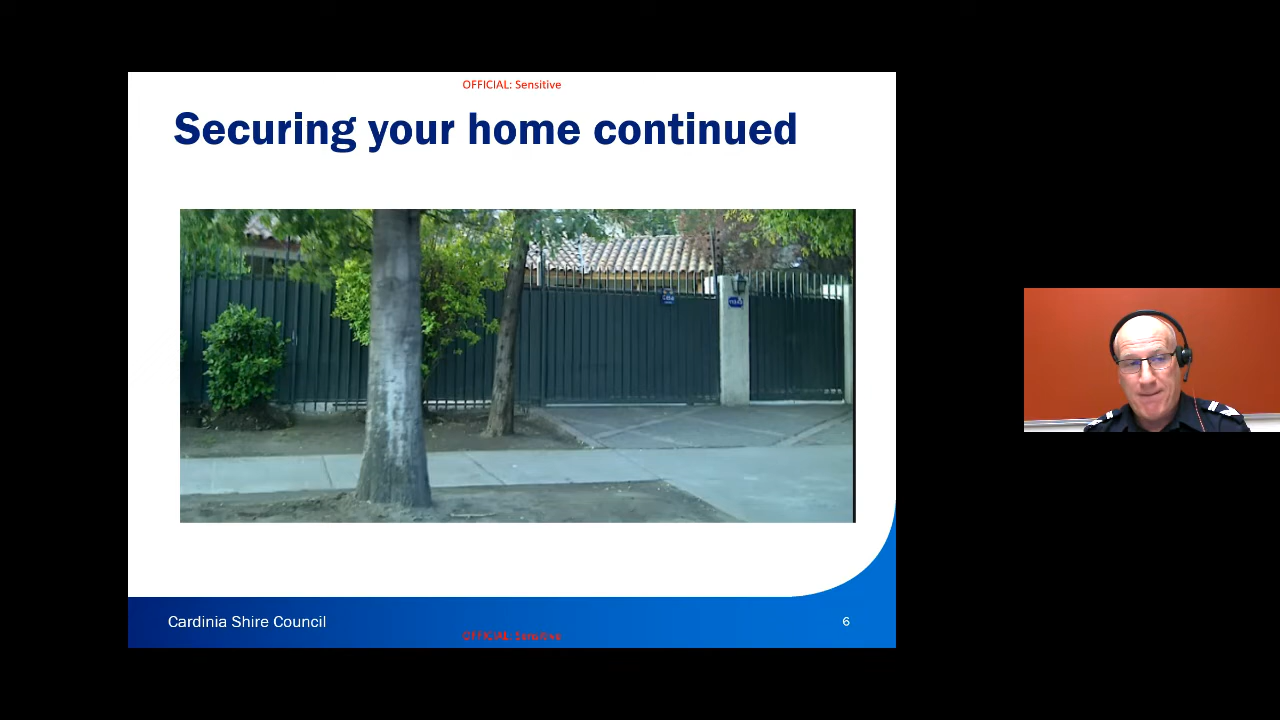 OFFICIAL: Sensitive
Securing your home continued
Cardinia Shire Council
6
OFFICIAL: Sensitive